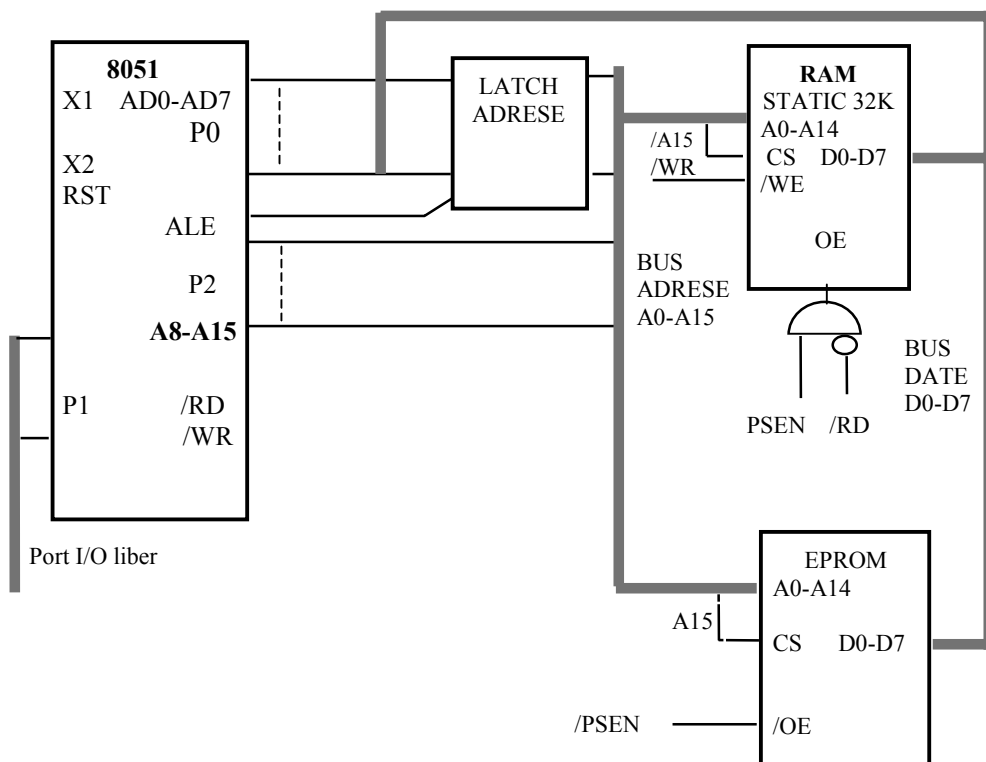 8051
X1 AD0-AD7
P0
X2
RST
ALE
P2
A8-A15
P1 /RD
/WR
Port I/O liber
LATCH
ADRESE
BUS
ADRESE
A0-A15
RAM
STATIC 32K
A0-A14
/A15
CS D0-D7
/WR
/WE
OE
PSEN /RD
BUS
DATE
D0-D7
EPROM
A0-A14
A15
CS D0-D7
/PSEN
/OE